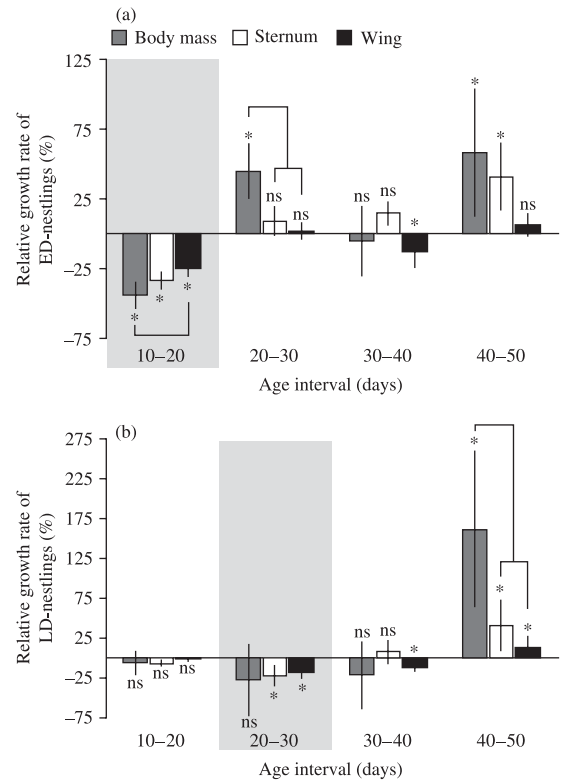 (a)
Body mass Sternum Wing
125
75
25
−25
−75
Relative growth rate of
ED-nestlings (%)
* * *
* ns ns
ns ns *
* * ns
10–20 20–30 30–40 40–50
Age interval (days)
(b)
275
225
175
125
75
25
−25
−75
Relative growth rate of
LD-nestlings (%)
ns ns ns
ns * *
ns ns *
* * *
10–20 20–30 30–40 40–50
Age interval (days)